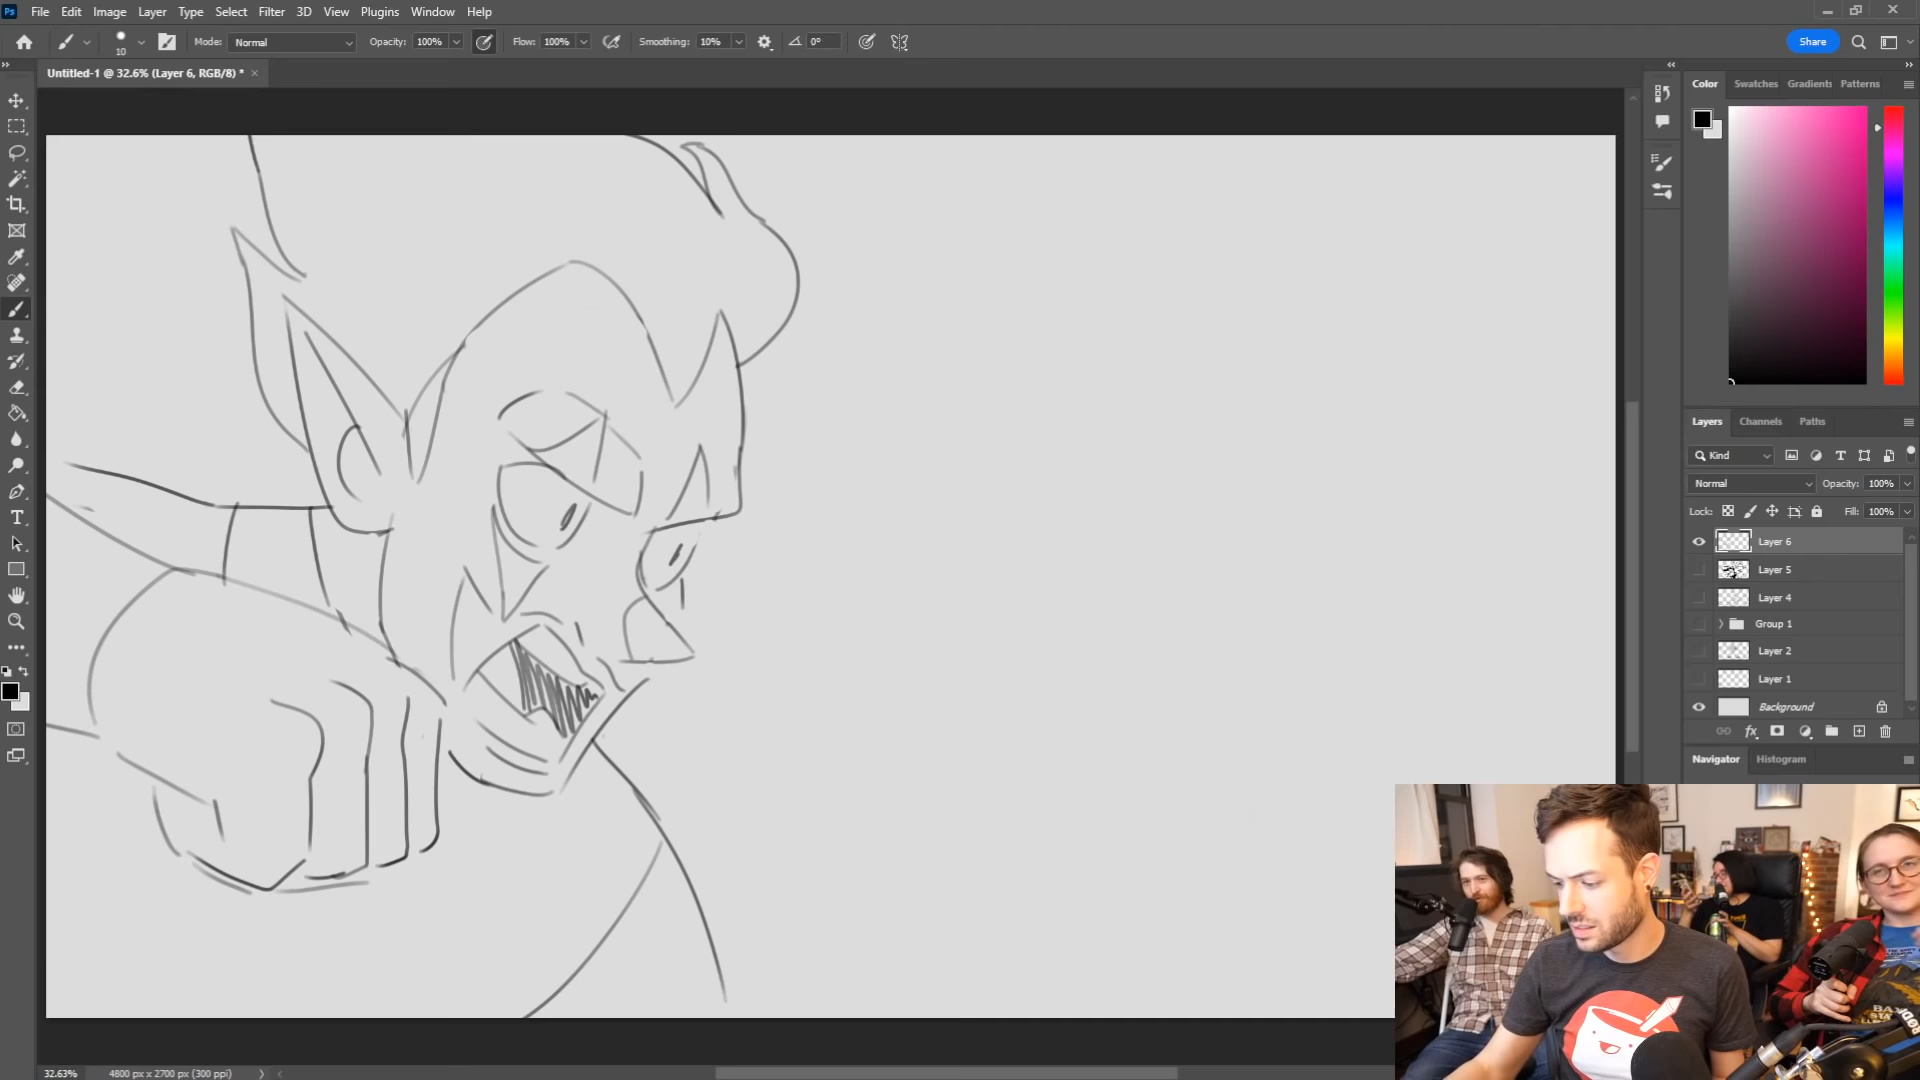 Ps File Edit Image Layer Type Select Filter 3D View Plugins Window Help
10 Mode: Normal Opacity: 100% Flow: 100% Smoothing: 10% 0° Share
Untitled-1 @ 32.6% (Layer 6, RGB/8) *
Color Swatches Gradients Patterns
Layers Channels Paths
Kind
Normal Opacity: 100%
Lock: Fill: 100%
Layer 6
Layer 5
Layer 4
Group 1
Layer 2
Layer 1
Background
fx
Navigator Histogram
32.63% 4800 px x 2700 px (300 ppi)